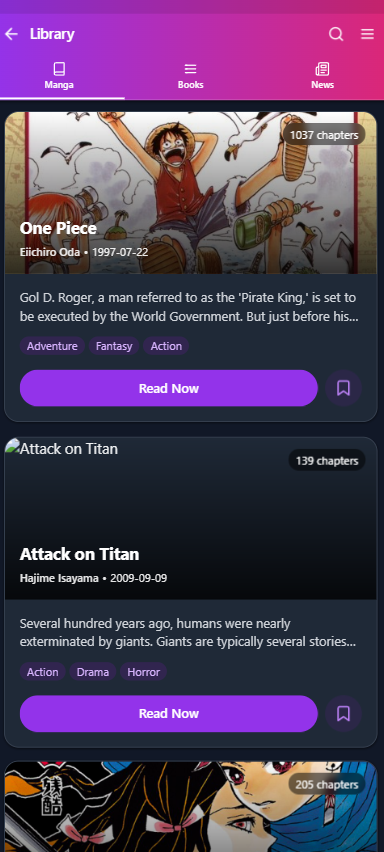 Library
Manga
Books
News
1037 chapters
One Piece
Eiichiro Oda • 1997-07-22
Gol D. Roger, a man referred to as the 'Pirate King,' is set to
be executed by the World Government. But just before his...
Adventure
Fantasy
Action
Read Now
Attack on Titan
139 chapters
Attack on Titan
Hajime Isayama • 2009-09-09
Several hundred years ago, humans were nearly
exterminated by giants. Giants are typically several stories...
Action
Drama
Horror
Read Now
205 chapters